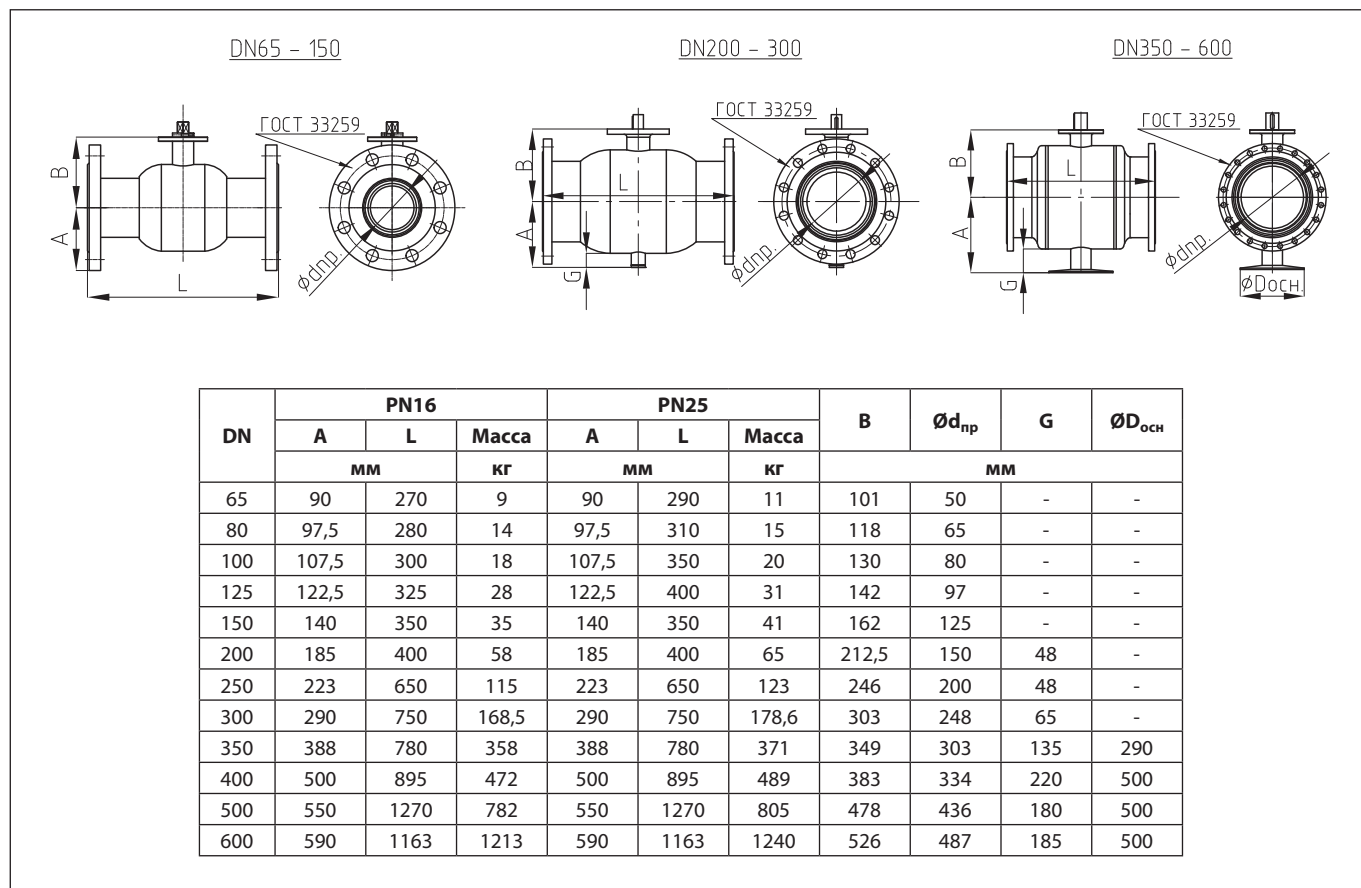 DN65 – 150
DN200 – 300
DN350 – 600
ГОСТ 33259
B
A
L
Ødпр.
ГОСТ 33259
B
A
L
G
Ødпр.
ГОСТ 33259
B
A
L
G
Ødпр.
ØDосн.
DN PN16 PN25 B Ødпр G ØDосн
A L Масса A L Масса
мм кг мм кг мм
65 90 270 9 90 290 11 101 50 - -
80 97,5 280 14 97,5 310 15 118 65 - -
100 107,5 300 18 107,5 350 20 130 80 - -
125 122,5 325 28 122,5 400 31 142 97 - -
150 140 350 35 140 350 41 162 125 - -
200 185 400 58 185 400 65 212,5 150 48 -
250 223 650 115 223 650 123 246 200 48 -
300 290 750 168,5 290 750 178,6 303 248 65 -
350 388 780 358 388 780 371 349 303 135 290
400 500 895 472 500 895 489 383 334 220 500
500 550 1270 782 550 1270 805 478 436 180 500
600 590 1163 1213 590 1163 1240 526 487 185 500